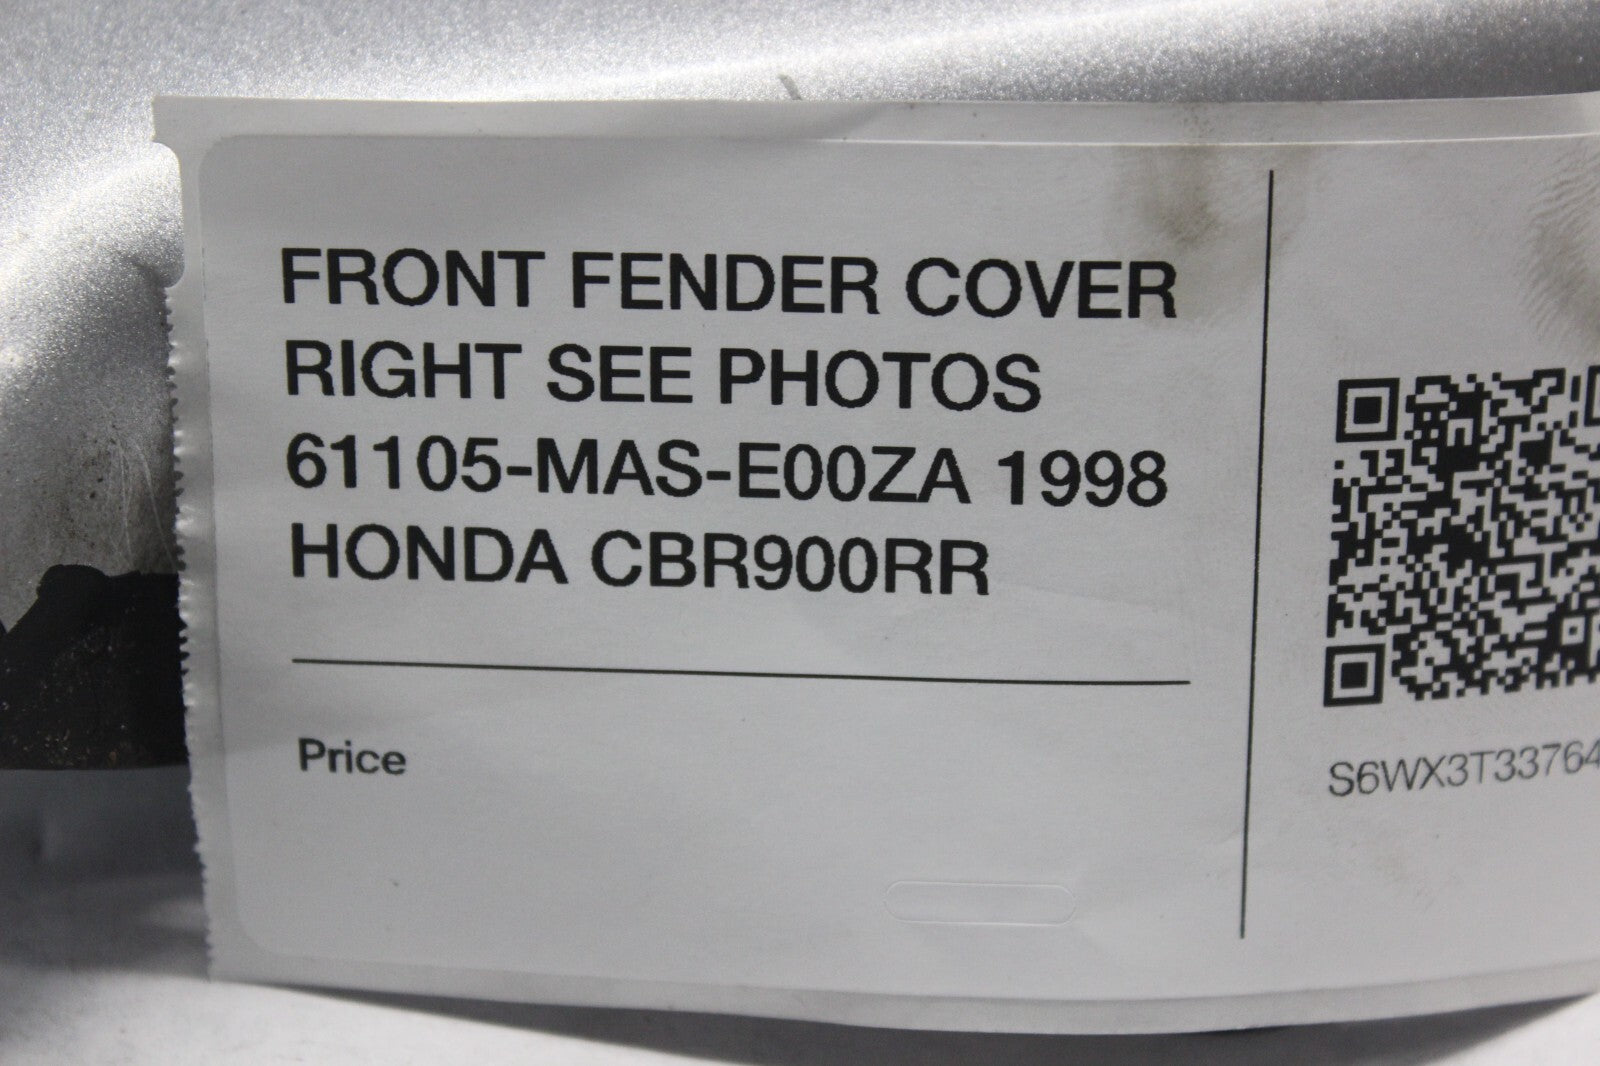 FRONT FENDER COVER
RIGHT SEE PHOTOS
61105-MAS-E00ZA 1998
HONDA CBR900RR
Price
S6WX3T33764